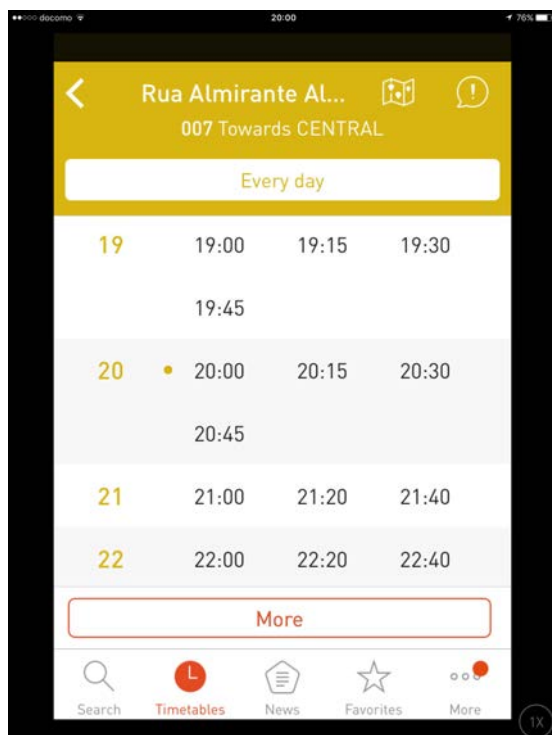 docomo 20:00 76%
Rua Almirante Al...
007 Towards CENTRAL
Every day
19 19:00 19:15 19:30
19:45
20 20:00 20:15 20:30
20:45
21 21:00 21:20 21:40
22 22:00 22:20 22:40
More
Search Timetables News Favorites More
1X